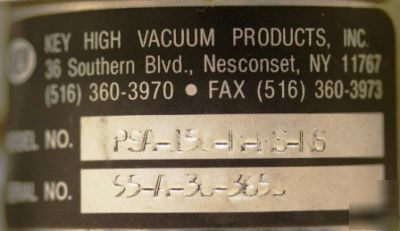 KEY HIGH VACUUM PRODUCTS, INC.
36 Southern Blvd., Nesconset, NY 11767
(516) 360-3970 • FAX (516) 360-3973
NO.
NO.